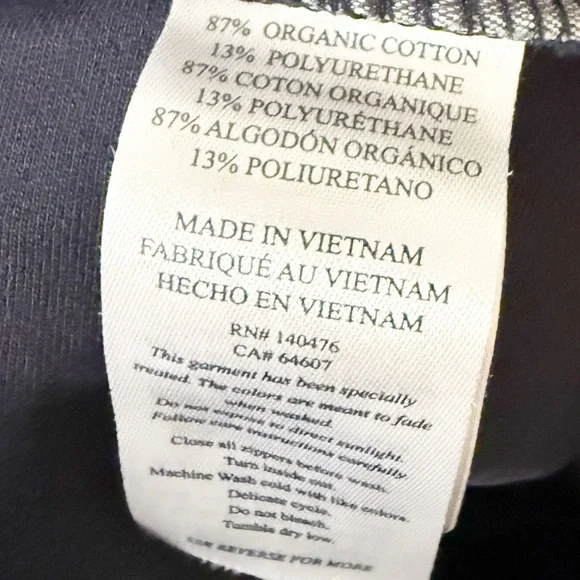 87% ORGANIC COTTON
13% POLYURETHANE
87% COTON ORGANIQUE
13% POLYURÉTHANE
87% ALGODÓN ORGÁNICO
13% POLIURETANO
MADE IN VIETNAM
FABRIQUÉ AU VIETNAM
HECHO EN VIETNAM
RN# 140476
CA# 64607
This garment has been specially
treated. The colors are meant to fade
when washed.
Do not expose to direct sunlight.
Follow care instructions carefully.
Close all zippers before wash.
Turn inside out.
Machine Wash cold with like colors.
Delicate cycle.
Do not bleach.
Tumble dry low.
REVERSE FOR MORE